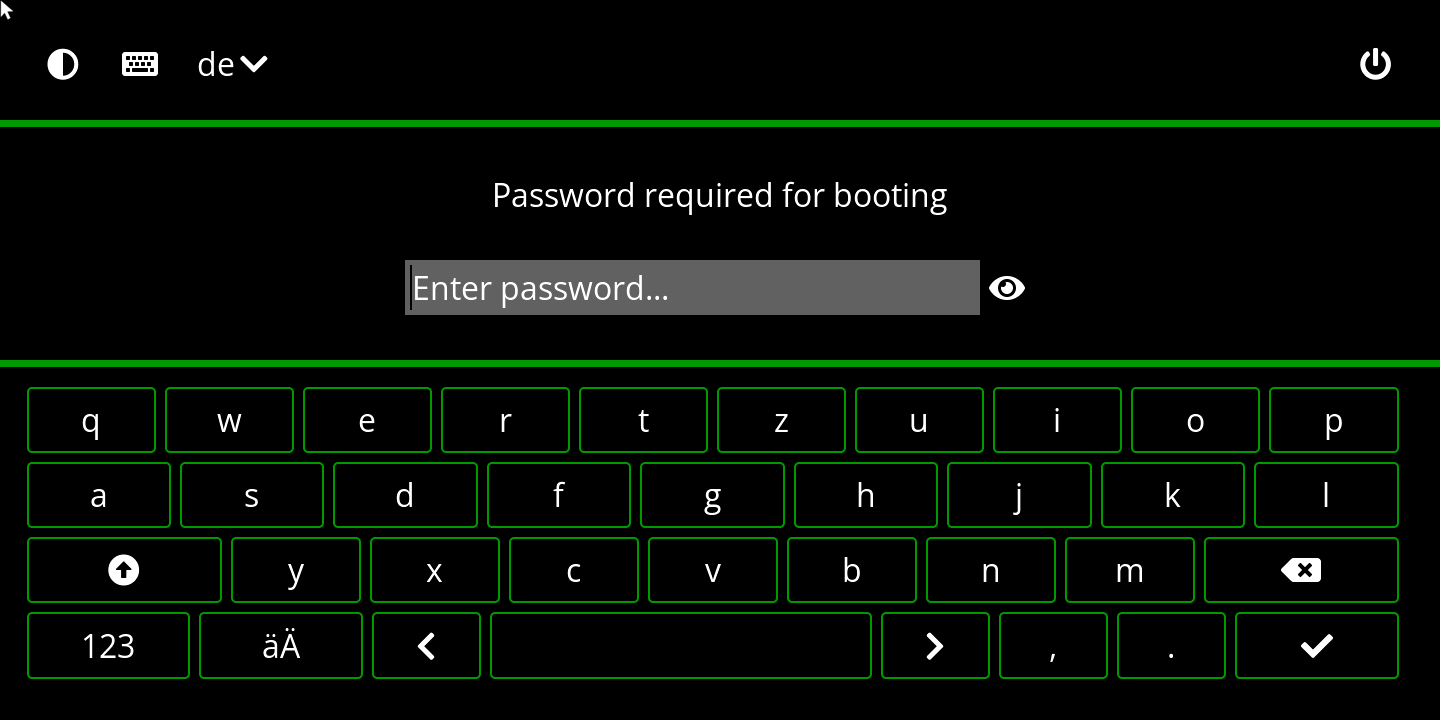 de
Password required for booting
Enter password...
q w e r t z u i o p
a s d f g h j k l
y x c v b n m
123 äÄ , .